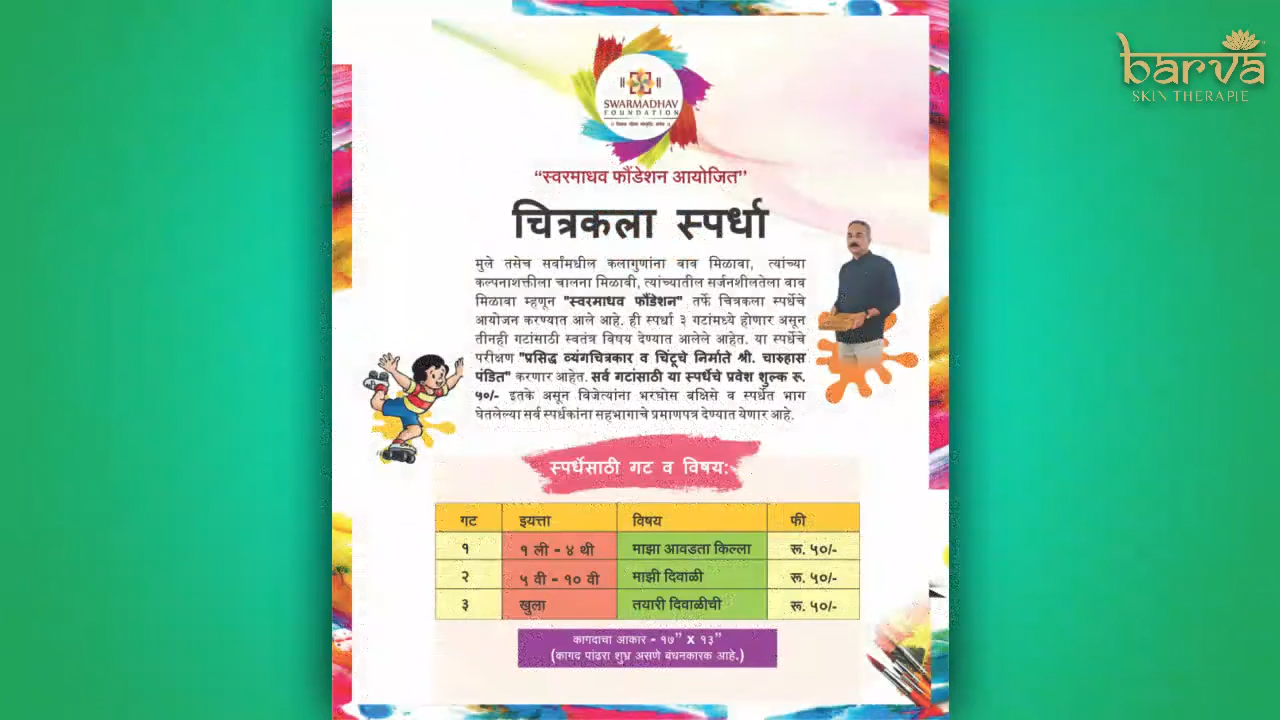 barva
SKIN THERAPIE
SWARMADHAV
FOUNDATION
“स्वरमाधव फौंडेशन आयोजित”
चित्रकला स्पर्धा
मुले तसेच सर्वांमधील कलागुणांना वाव मिळावा, त्यांच्या
कल्पनाशक्तीला चालना मिळावी, त्यांच्यातील सर्जनशीलतेला वाव
मिळावा म्हणून "स्वरमाधव फौंडेशन" तर्फे चित्रकला स्पर्धेचे
आयोजन करण्यात आले आहे. ही स्पर्धा ३ गटांमध्ये होणार असून
तीनही गटांसाठी स्वतंत्र विषय देण्यात आलेले आहेत. या स्पर्धेचे
परीक्षण "प्रसिद्ध व्यंगचित्रकार व चिंटूचे निर्माते श्री. चारुहास
पंडित" करणार आहेत. सर्व गटांसाठी या स्पर्धेचे प्रवेश शुल्क रू.
५०/- इतके असून विजेत्यांना भरघोस बक्षिसे व स्पर्धेत भाग
घेतलेल्या सर्व स्पर्धकांना सहभागाचे प्रमाणपत्र देण्यात येणार आहे.
स्पर्धेसाठी गट व विषय:
गट इयत्ता विषय फी
१ १ ली - ४ थी माझा आवडता किल्ला रू. ५०/-
२ ५ वी - १० वी माझी दिवाळी रू. ५०/-
३ खुला तयारी दिवाळीची रू. ५०/-
कागदाचा आकार - १७” x १३”
(कागद पांढरा शुभ्र असणे बंधनकारक आहे.)